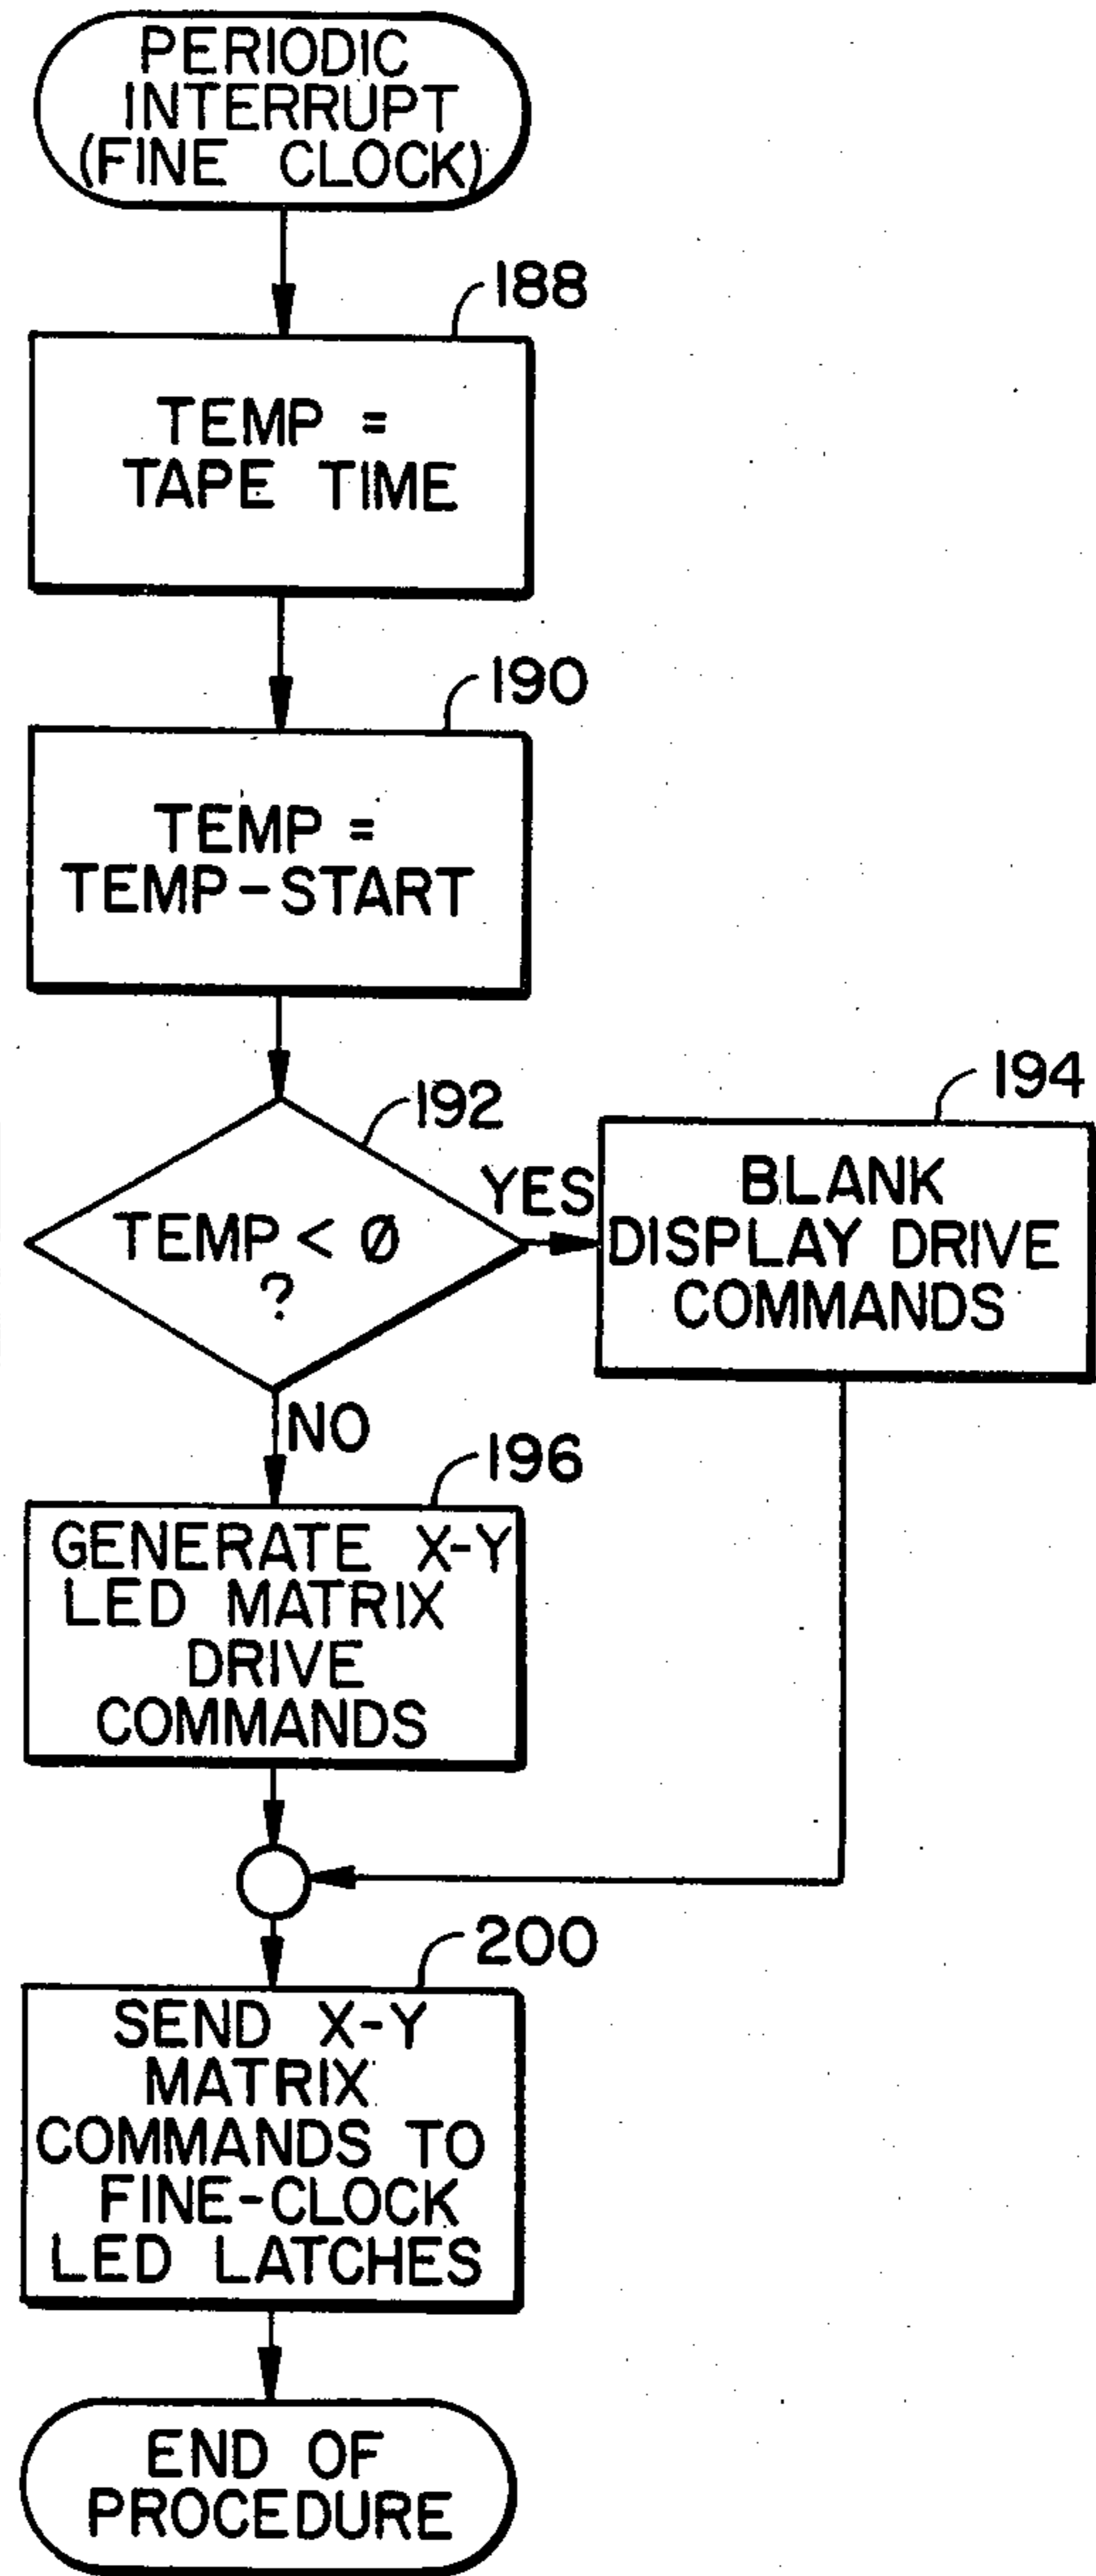 PERIODIC
INTERRUPT
(FINE CLOCK)
188
TEMP =
TAPE TIME
190
TEMP =
TEMP-START
192
TEMP < Ø
?
YES
194
BLANK
DISPLAY DRIVE
COMMANDS
NO
196
GENERATE X-Y
LED MATRIX
DRIVE
COMMANDS
200
SEND X-Y
MATRIX
COMMANDS TO
FINE-CLOCK
LED LATCHES
END OF
PROCEDURE